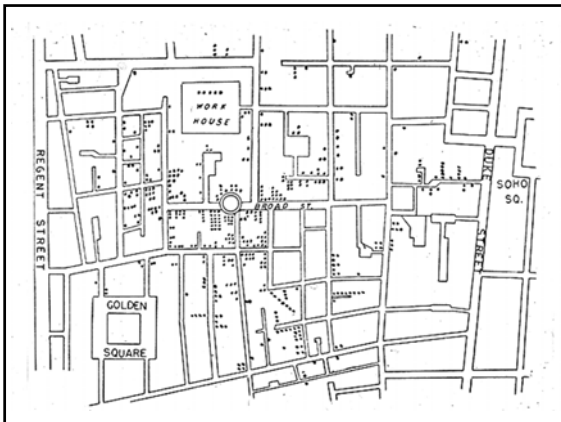 WORK
HOUSE
REGENT STREET
BROAD ST.
DUKE STREET
SOHO
SQ.
GOLDEN
SQUARE